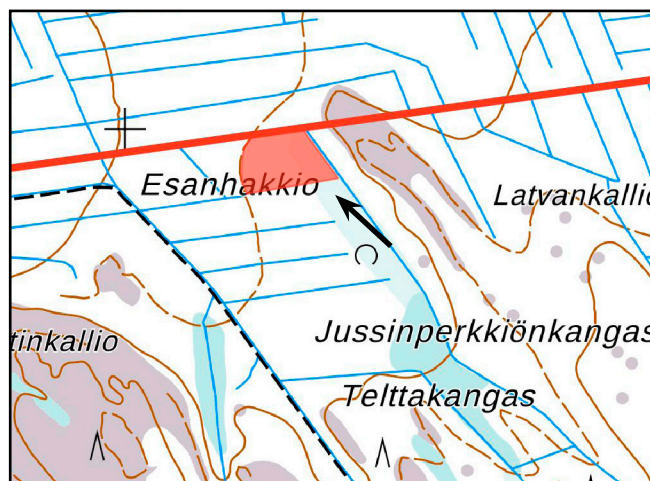 Esanhakkio
Latvankallio
Jussinperkkiönkangas
tinkallio
Telttakangas